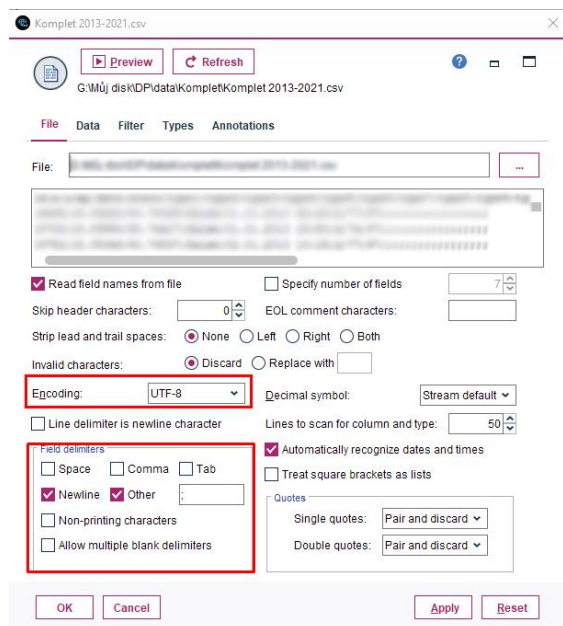 Komplet 2013-2021.csv
Preview Refresh ?
G:\Můj disk\DP\data\Komplet\Komplet 2013-2021.csv
File Data Filter Types Annotations
File: ...
Read field names from file Specify number of fields 7
Skip header characters: 0 EOL comment characters:
Strip lead and trail spaces: None Left Right Both
Invalid characters: Discard Replace with
Encoding: UTF-8 Decimal symbol: Stream default
Line delimiter is newline character Lines to scan for column and type: 50
Field delimiters Automatically recognize dates and times
Space Comma Tab Treat square brackets as lists
Newline Other ; Quotes
Non-printing characters Single quotes: Pair and discard
Allow multiple blank delimiters Double quotes: Pair and discard
OK Cancel Apply Reset